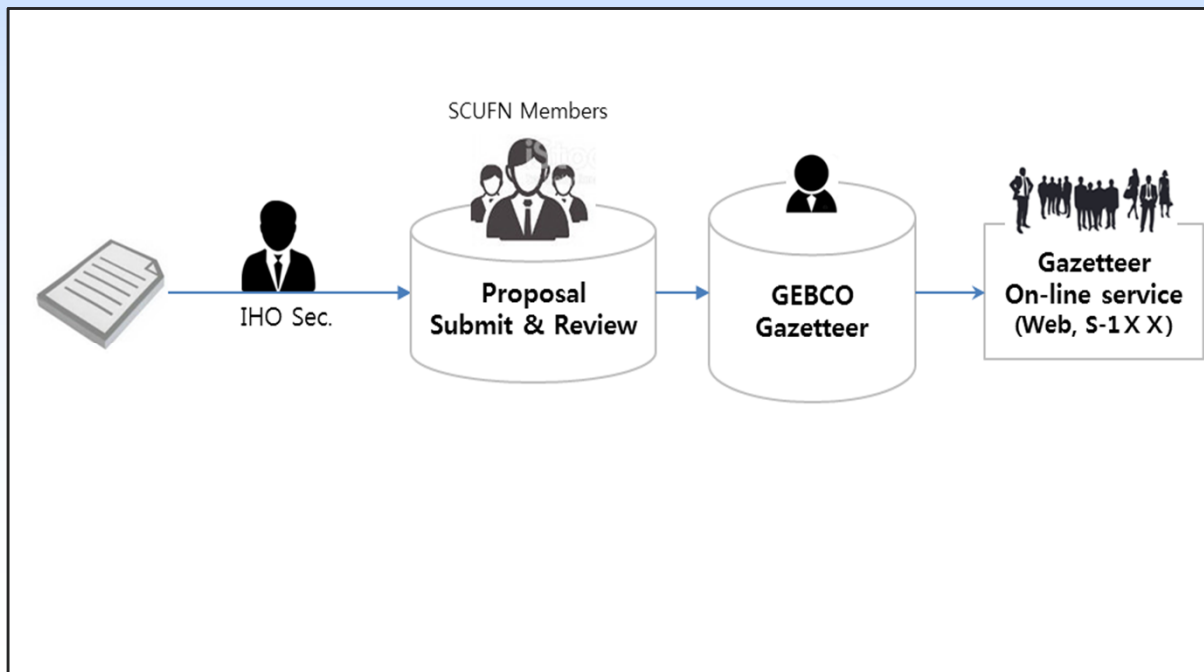 SCUFN Members
IHO Sec.
Proposal
Submit & Review
GEBCO
Gazetteer
Gazetteer
On-line service
(Web, S-1XX)